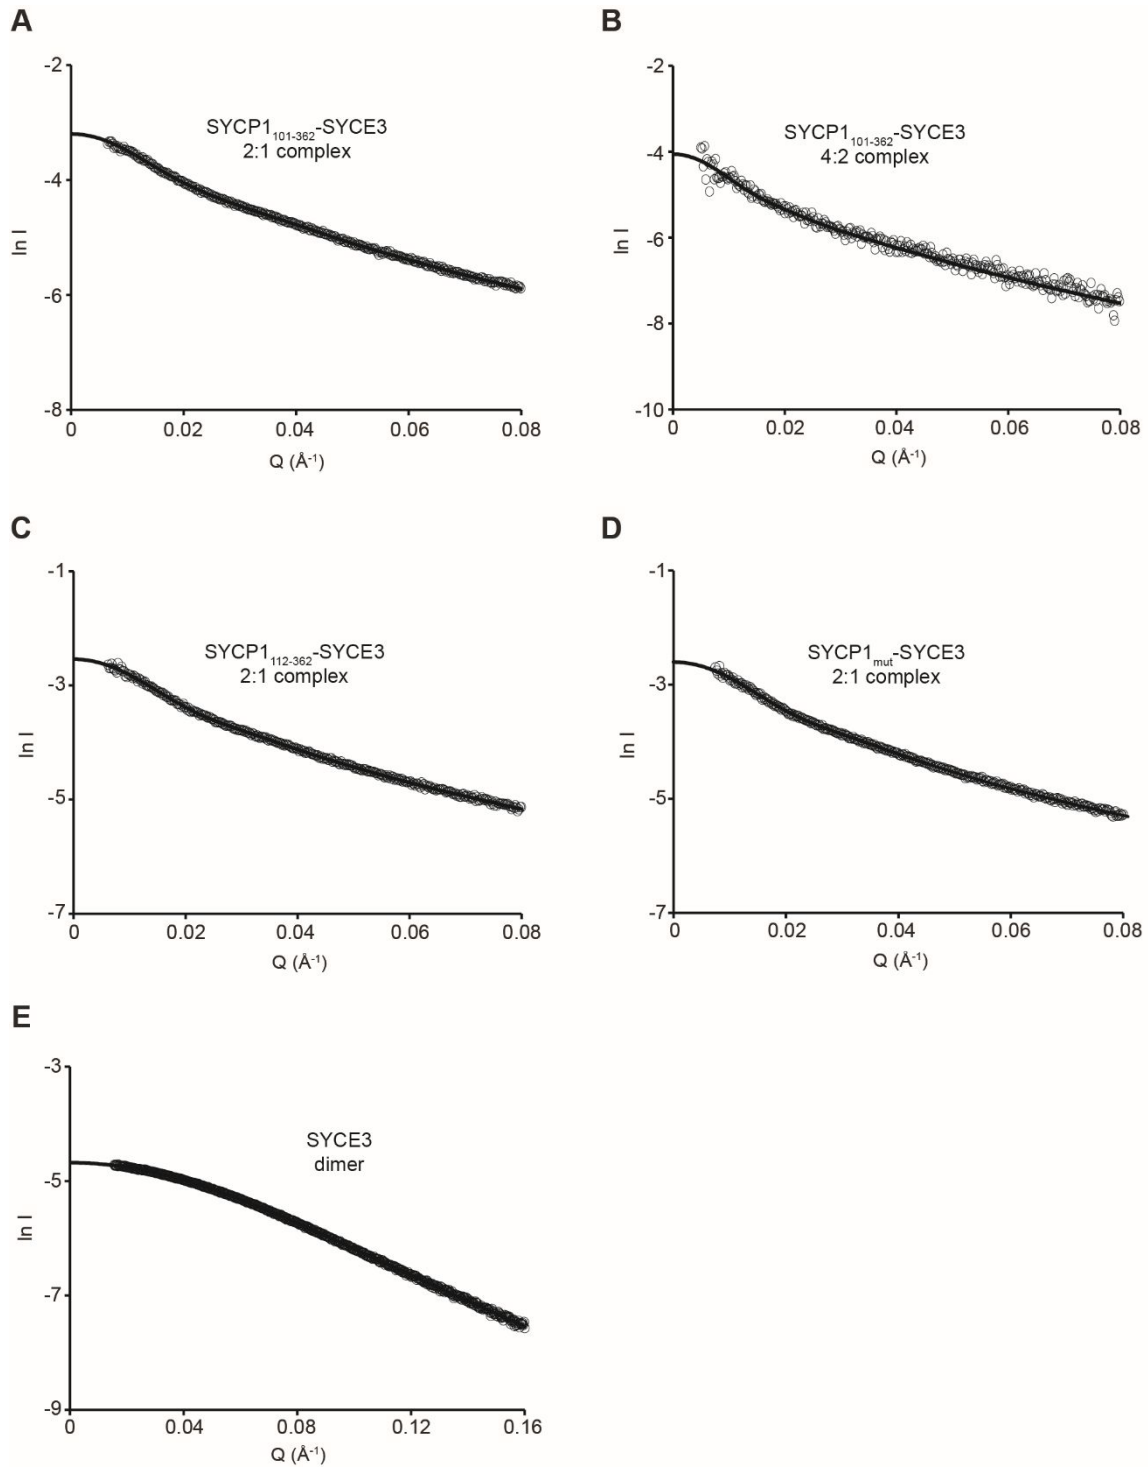 A
-2
-4
-6
-8
0
0.02
0.04
0.06
0.08
ln I
Q (Å⁻¹)
SYCP1₁₀₁₋₃₆₂-SYCE3
2:1 complex
B
-2
-4
-6
-8
-10
0
0.02
0.04
0.06
0.08
ln I
Q (Å⁻¹)
SYCP1₁₀₁₋₃₆₂-SYCE3
4:2 complex
C
-1
-3
-5
-7
0
0.02
0.04
0.06
0.08
ln I
Q (Å⁻¹)
SYCP1₁₁₂₋₃₆₂-SYCE3
2:1 complex
D
-1
-3
-5
-7
0
0.02
0.04
0.06
0.08
ln I
Q (Å⁻¹)
SYCP1mut-SYCE3
2:1 complex
E
-3
-5
-7
-9
0
0.04
0.08
0.12
0.16
ln I
Q (Å⁻¹)
SYCE3
dimer